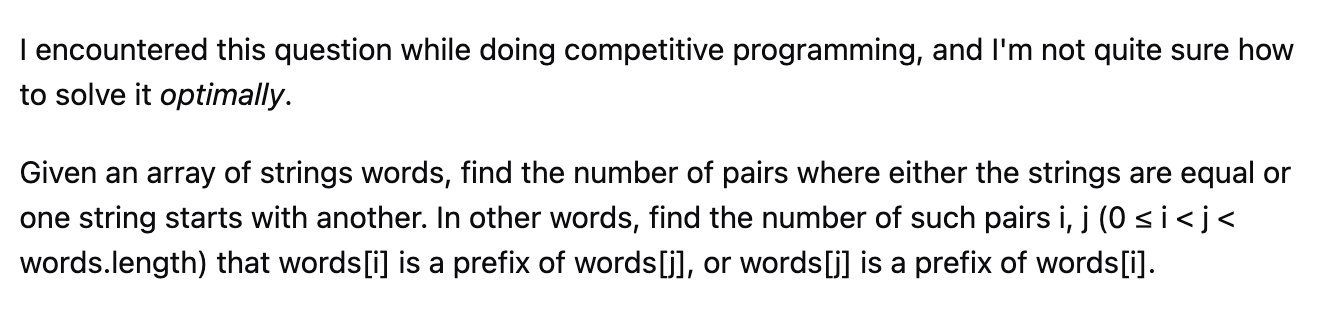 I encountered this question while doing competitive programming, and I'm not quite sure how
to solve it optimally.
Given an array of strings words, find the number of pairs where either the strings are equal or
one string starts with another. In other words, find the number of such pairs i, j (0 ≤ i < j <
words.length) that words[i] is a prefix of words[j], or words[j] is a prefix of words[i].